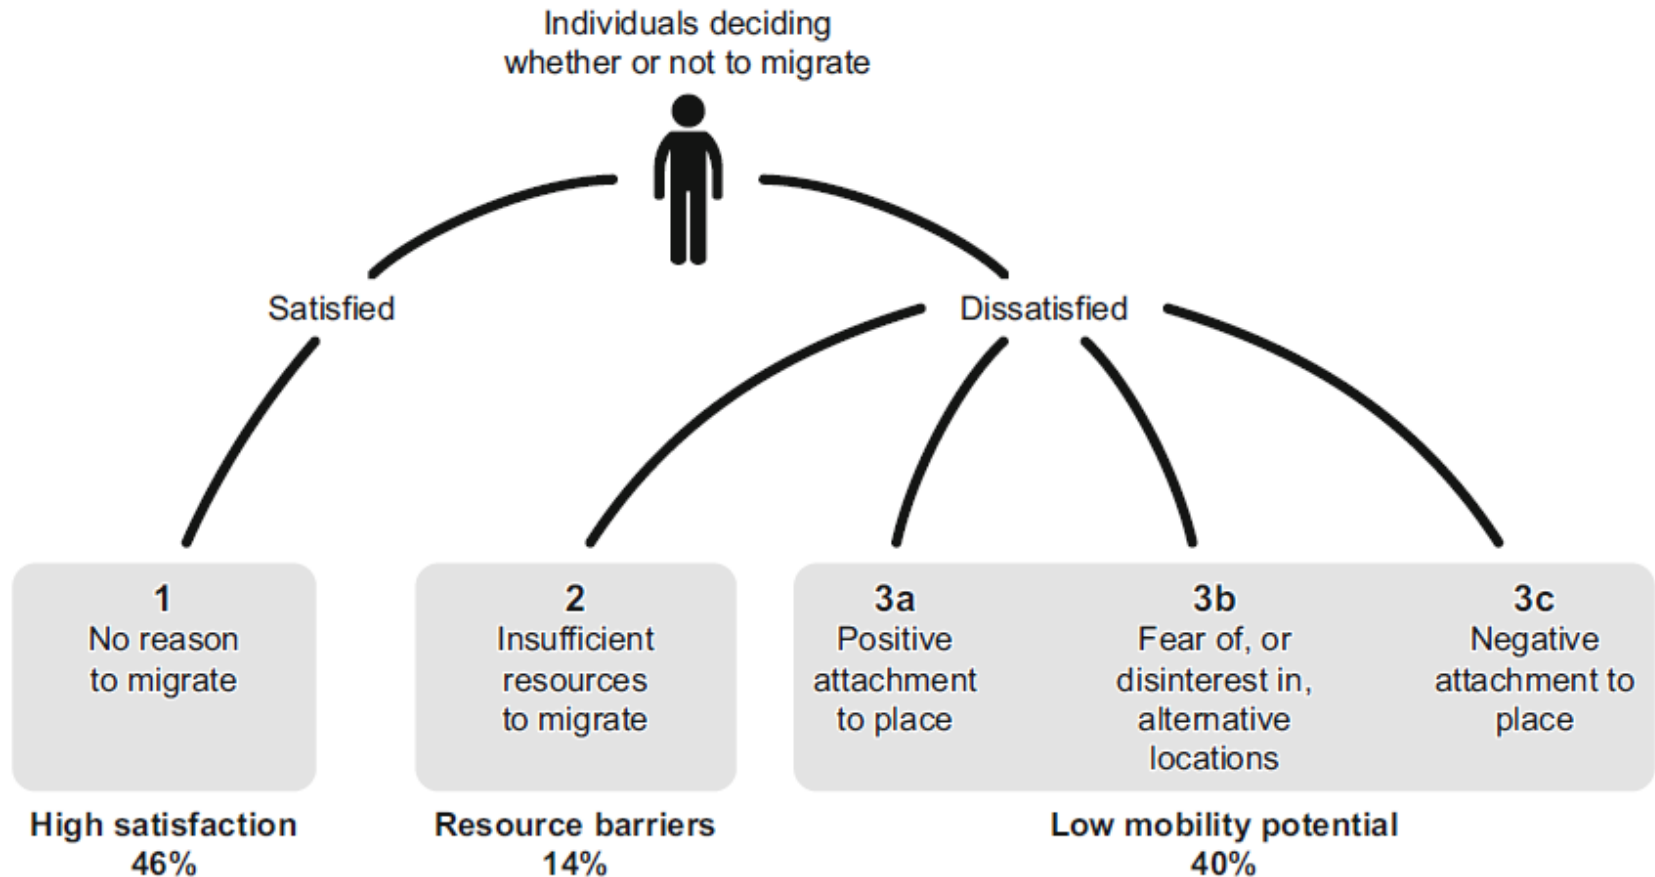 Individuals deciding
whether or not to migrate
Satisfied
Dissatisfied
1
No reason
to migrate
2
Insufficient
resources
to migrate
3a
Positive
attachment
to place
3b
Fear of, or
disinterest in,
alternative
locations
3c
Negative
attachment to
place
High satisfaction
46%
Resource barriers
14%
Low mobility potential
40%